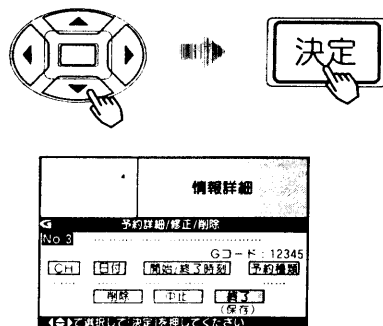 決定
情報詳細
G 予約詳細/修正/削除
No.3
Gコード:12345
CH 日付 開始/終了時刻 予約種類
削除 中止 終了
(保存)
で選択して「決定」を押してください